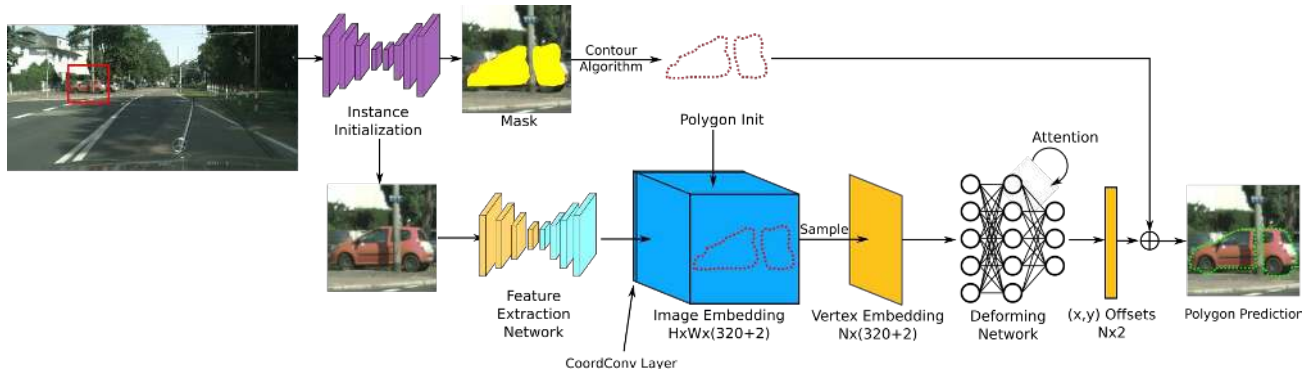 Instance
Initialization
Mask
Contour
Algorithm
Polygon Init
Attention
Sample
Feature
Extraction
Network
CoordConv Layer
Image Embedding
HxWx(320+2)
Vertex Embedding
Nx(320+2)
Deforming
Network
(x,y) Offsets
Nx2
Polygon Prediction